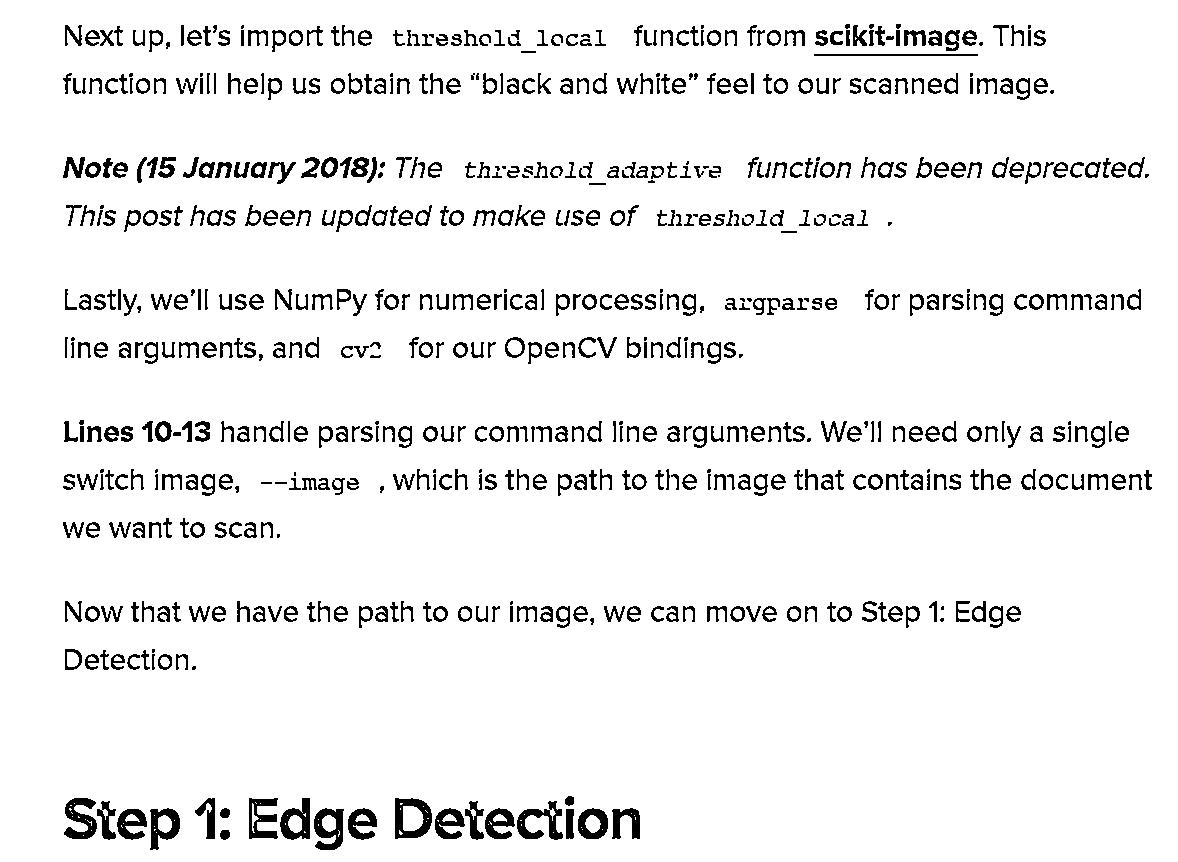 Next up, let’s import the threshold_local function from scikit-image. This
function will help us obtain the “black and white” feel to our scanned image.
Note (15 January 2018): The threshold_adaptive function has been deprecated.
This post has been updated to make use of threshold_local .
Lastly, we’ll use NumPy for numerical processing, argparse for parsing command
line arguments, and cv2 for our OpenCV bindings.
Lines 10-13 handle parsing our command line arguments. We’ll need only a single
switch image, --image , which is the path to the image that contains the document
we want to scan.
Now that we have the path to our image, we can move on to Step 1: Edge
Detection.
Step 1: Edge Detection